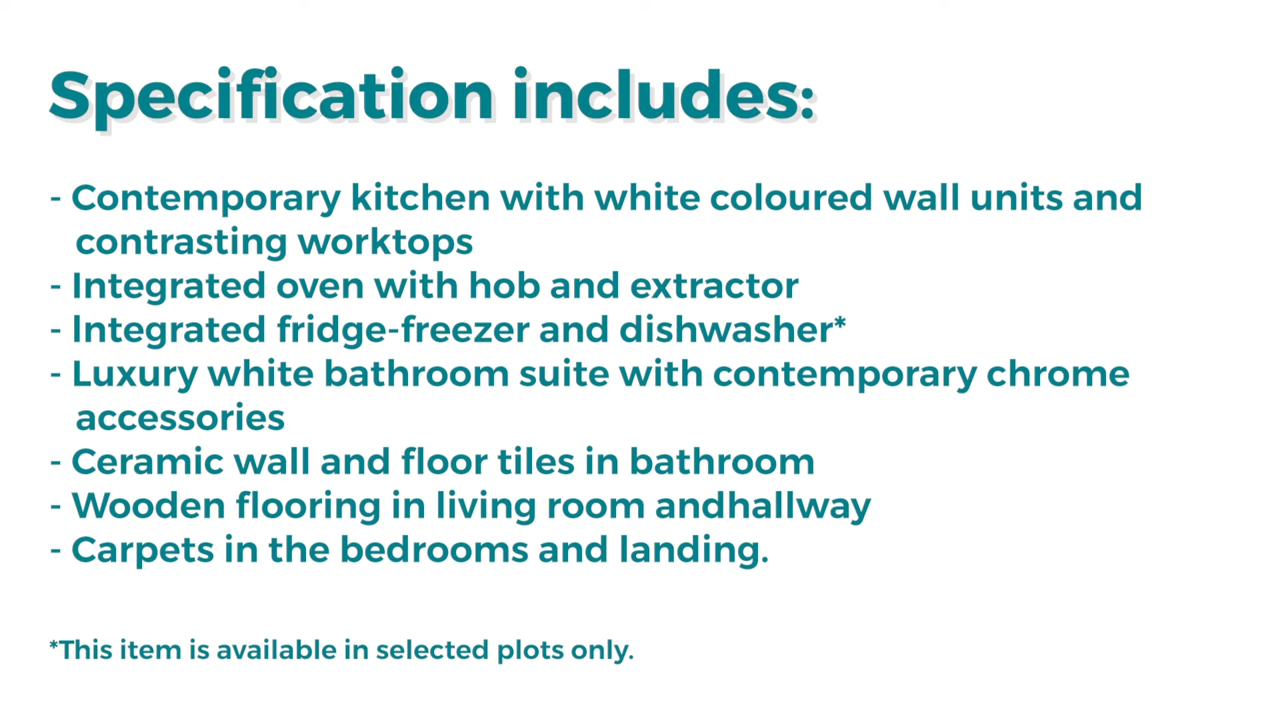 Specification includes:
- Contemporary kitchen with white coloured wall units and
contrasting worktops
- Integrated oven with hob and extractor
- Integrated fridge-freezer and dishwasher*
- Luxury white bathroom suite with contemporary chrome
accessories
- Ceramic wall and floor tiles in bathroom
- Wooden flooring in living room andhallway
- Carpets in the bedrooms and landing.
*This item is available in selected plots only.